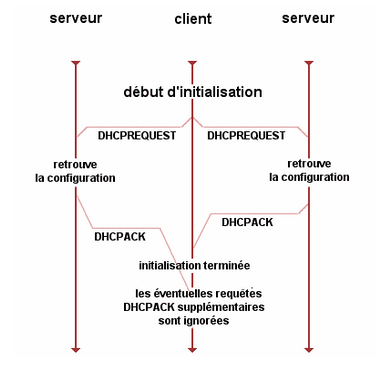 serveur client serveur
début d'initialisation
DHCPREQUEST DHCPREQUEST
retrouve
la configuration
retrouve
la configuration
DHCPACK
DHCPACK
initialisation terminée
les éventuelles requêtés
DHCPACK supplémentaires
sont ignorées